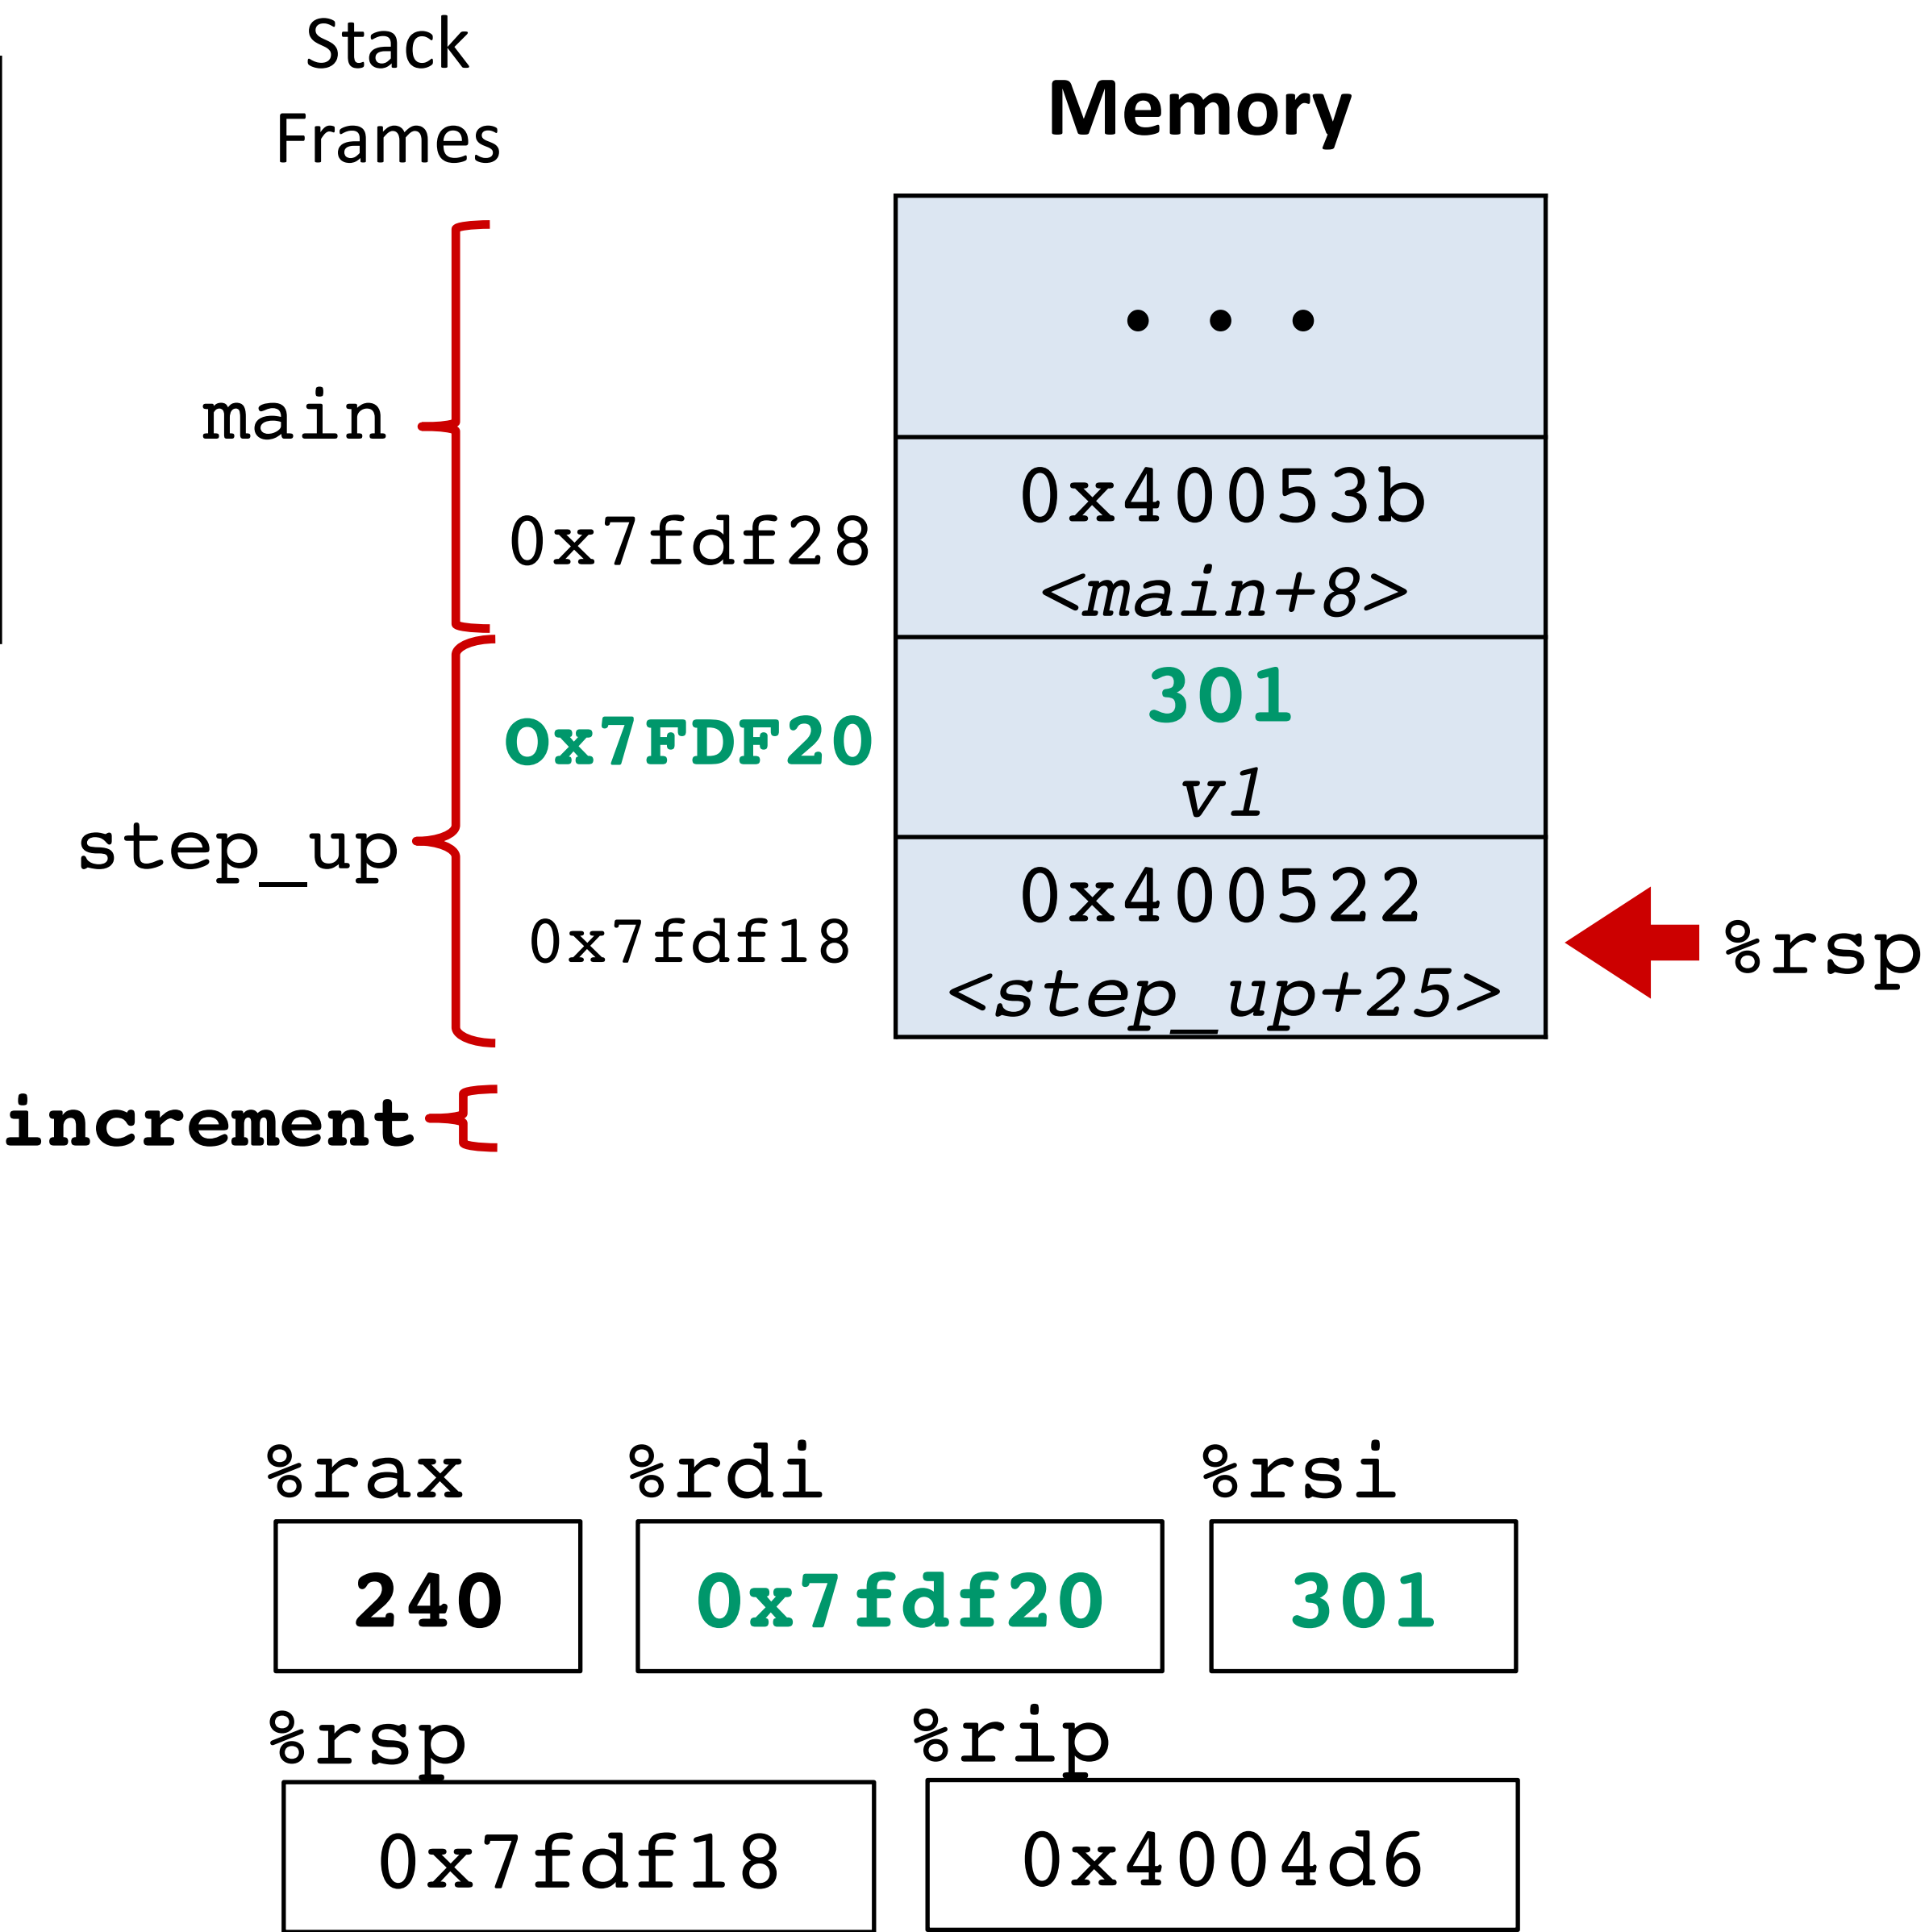 Stack
Frames
Memory
• • •
main
0x7fdf28
0x40053b
<main+8>
0x7FDF20
301
v1
step_up
0x7fdf18
0x400522
<step_up+25>
%rsp
increment
%rax
%rdi
%rsi
240
0x7fdf20
301
%rsp
%rip
0x7fdf18
0x4004d6